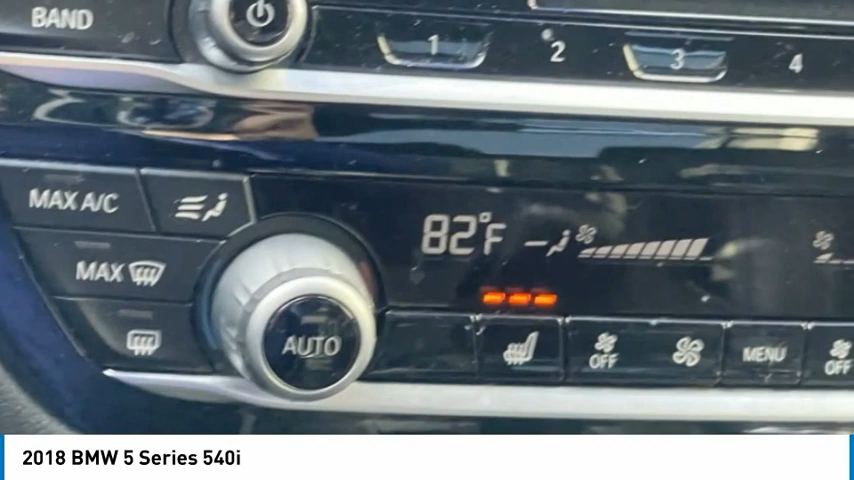 BAND
1 2 3 4
MAX A/C
82°F
MAX
AUTO
OFF
MENU
OFF
2018 BMW 5 Series 540i